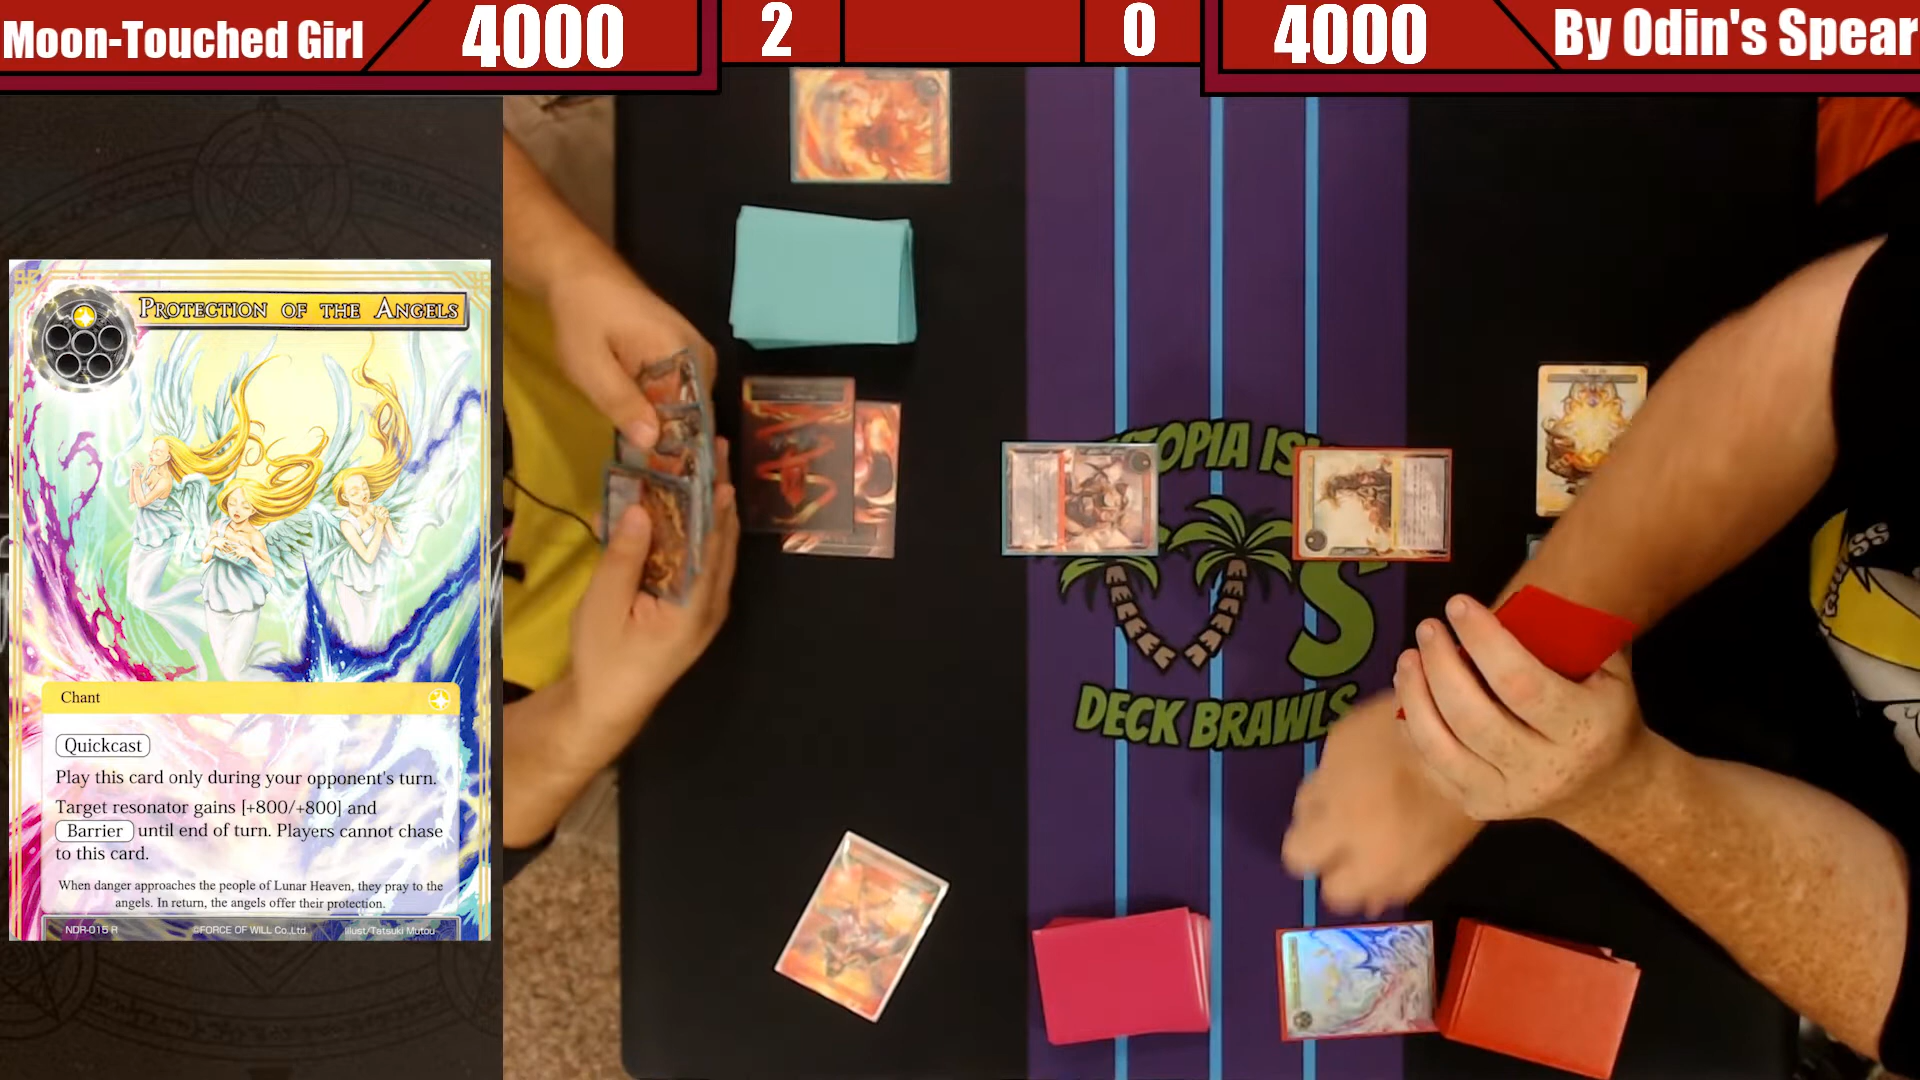 Moon-Touched Girl
4000
2
0
4000
By Odin's Spear
PROTECTION OF THE ANGELS
Chant
Quickcast
Play this card only during your opponent's turn.
Target resonator gains [+800/+800] and
Barrier until end of turn. Players cannot chase
to this card.
When danger approaches the people of Lunar Heaven, they pray to the
angels. In return, the angels offer their protection.
NDR-015 R
©FORCE OF WILL Co.,Ltd.
Illust/Tatsuki Mutou
TOPIA IS
S
DECK BRAWLS